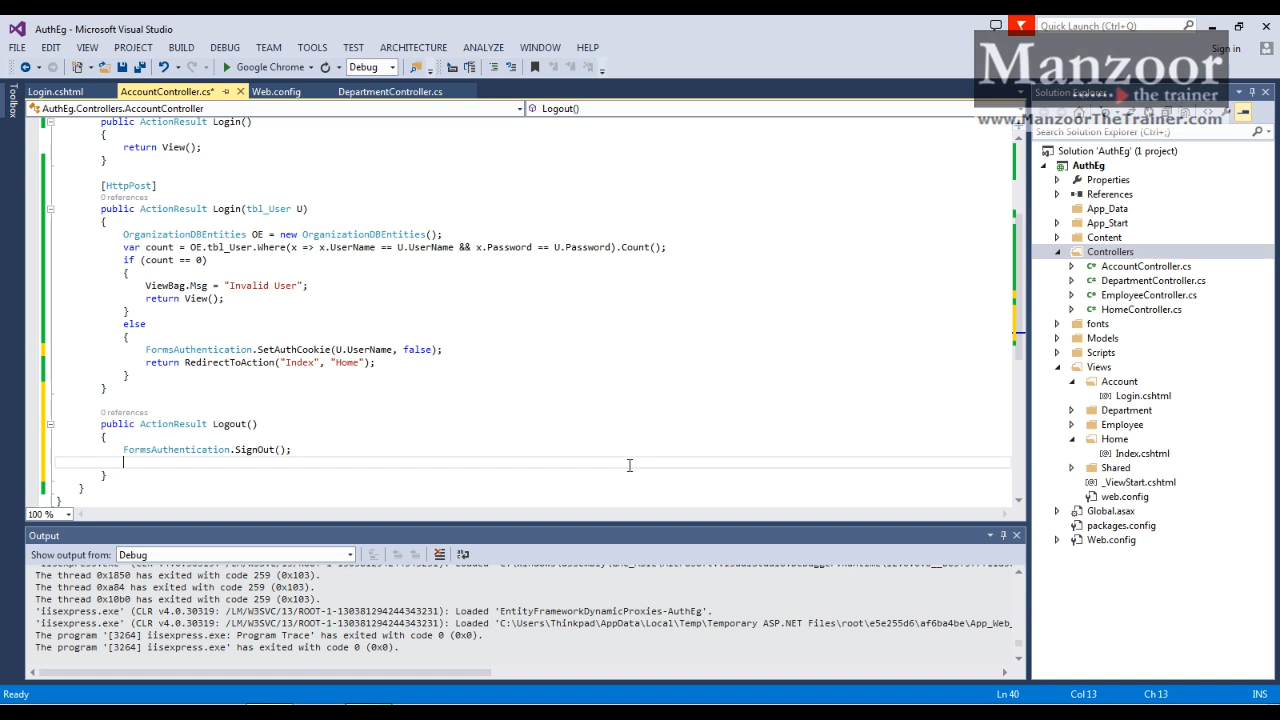 AuthEg - Microsoft Visual Studio
Quick Launch (Ctrl+Q)
FILE EDIT VIEW PROJECT BUILD DEBUG TEAM TOOLS TEST ARCHITECTURE ANALYZE WINDOW HELP
Sign in
Manzoor
the trainer
www.ManzoorTheTrainer.com
Google Chrome
Debug
Toolbox
Login.cshtml AccountController.cs* Web.config DepartmentController.cs
AuthEg.Controllers.AccountController Logout()
public ActionResult Login()
{
return View();
}
[HttpPost]
0 references
public ActionResult Login(tbl_User U)
{
OrganizationDBEntities OE = new OrganizationDBEntities();
var count = OE.tbl_User.Where(x => x.UserName == U.UserName && x.Password == U.Password).Count();
if (count == 0)
{
ViewBag.Msg = "Invalid User";
return View();
}
else
{
FormsAuthentication.SetAuthCookie(U.UserName, false);
return RedirectToAction("Index", "Home");
}
}
0 references
public ActionResult Logout()
{
FormsAuthentication.SignOut();
}
}
}
100 %
Solution Explorer
Search Solution Explorer (Ctrl+;)
Solution 'AuthEg' (1 project)
AuthEg
Properties
References
App_Data
App_Start
Content
Controllers
AccountController.cs
DepartmentController.cs
EmployeeController.cs
HomeController.cs
fonts
Models
Scripts
Views
Account
Login.cshtml
Department
Employee
Home
Index.cshtml
Shared
_ViewStart.cshtml
web.config
Global.asax
packages.config
Web.config
Output
Show output from: Debug
The thread 0x1850 has exited with code 259 (0x103).
The thread 0xa84 has exited with code 259 (0x103).
The thread 0x10b0 has exited with code 259 (0x103).
'iisexpress.exe' (CLR v4.0.30319: /LM/W3SVC/13/ROOT-1-130381294244343231): Loaded 'EntityFrameworkDynamicProxies-AuthEg'.
'iisexpress.exe' (CLR v4.0.30319: /LM/W3SVC/13/ROOT-1-130381294244343231): Loaded 'C:\Users\Thinkpad\AppData\Local\Temp\Temporary ASP.NET Files\root\e5e255d6\af6ba4be\App_Web_
The program '[3264] iisexpress.exe: Program Trace' has exited with code 0 (0x0).
The program '[3264] iisexpress.exe' has exited with code 0 (0x0).
Ready Ln 40 Col 13 Ch 13 INS